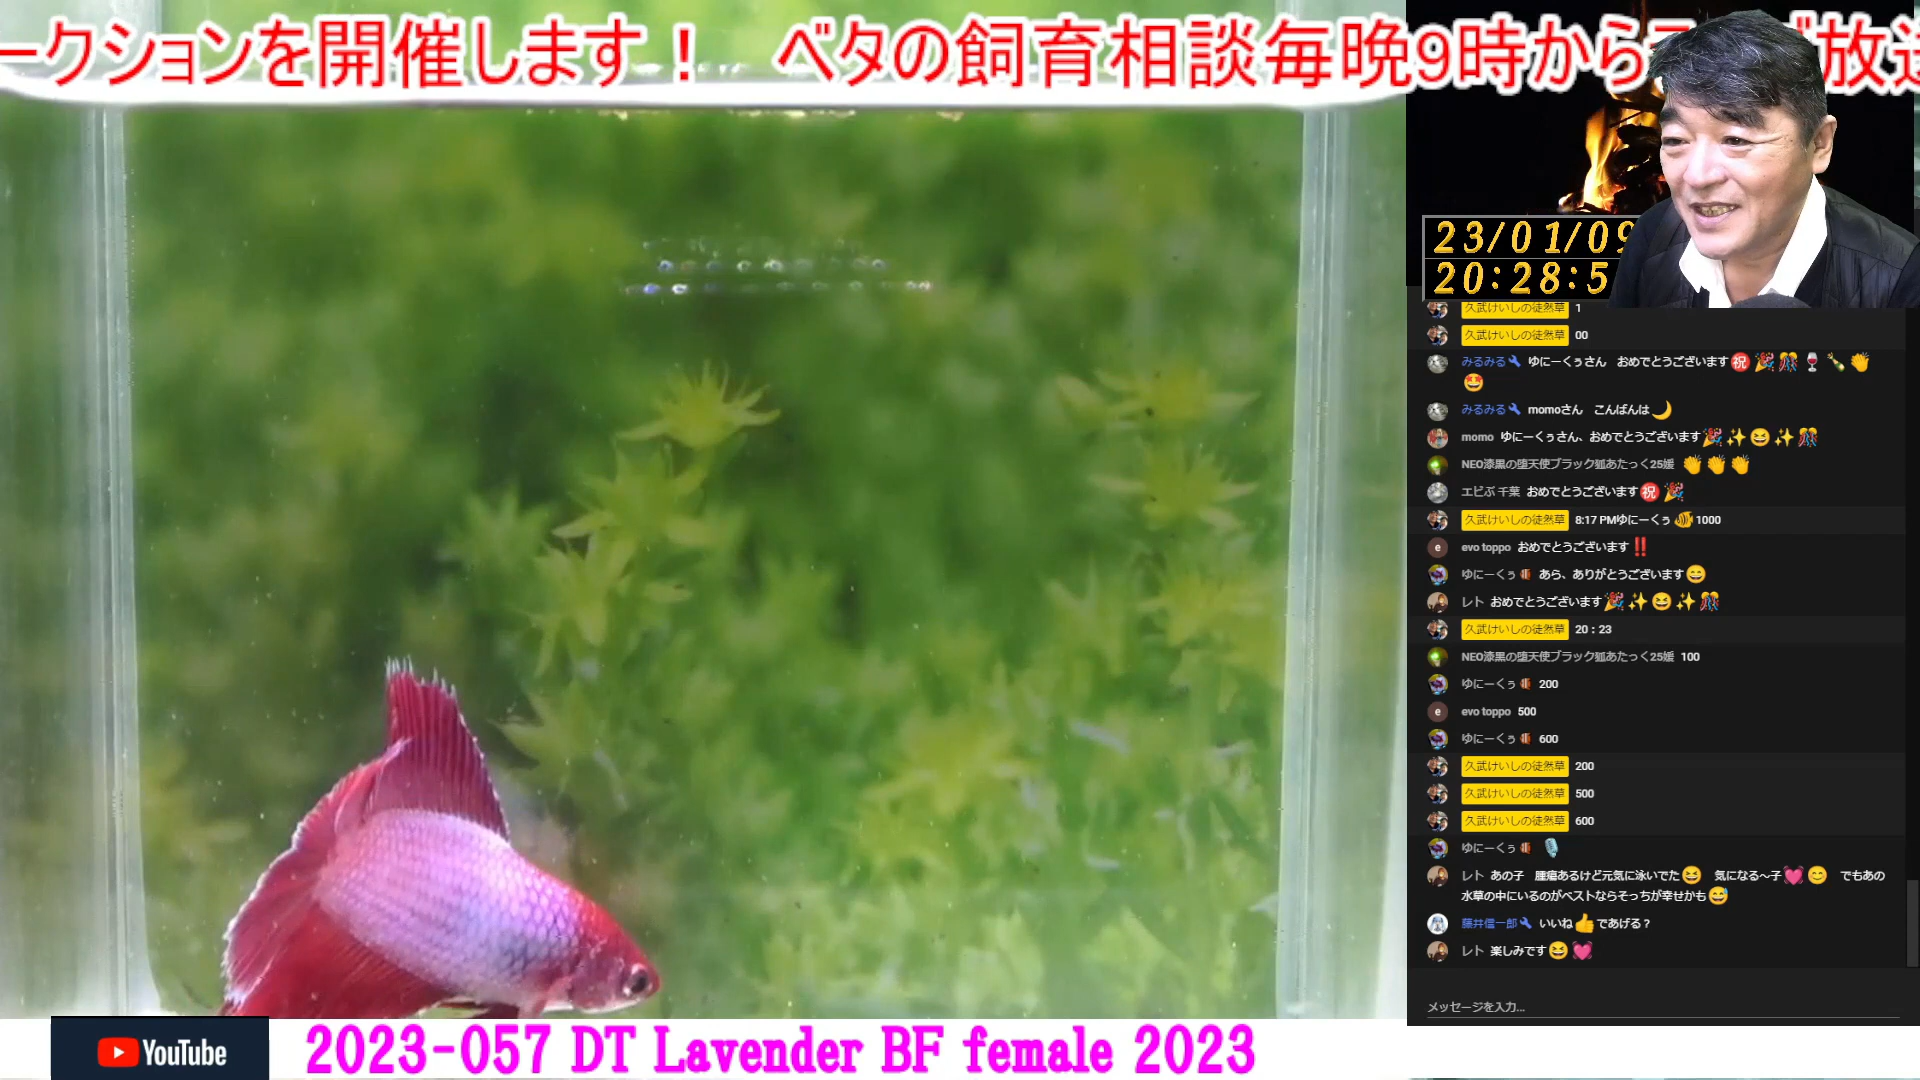 ークションを開催します！　ベタの飼育相談毎晩9時から
放送
23/01/09
20:28:5
久武けいしの徒然草 1
久武けいしの徒然草 00
みるみる ゆにーくぅさん　おめでとうございます㊗🎉🎊🍷🍾👏
🤩
みるみる momoさん　こんばんは🌙
momo ゆにーくぅさん、おめでとうございます🎉✨😆✨🎊
NEO漆黒の堕天使ブラック狐あたっく25媛 👏👏👏
エビぶ 千葉 おめでとうございます㊗🎉
久武けいしの徒然草 8:17 PMゆにーくぅ🐠1000
evo toppo おめでとうございます‼
ゆにーくぅ あら、ありがとうございます😄
レト おめでとうございます🎉✨😆✨🎊
久武けいしの徒然草 20：23
NEO漆黒の堕天使ブラック狐あたっく25媛 100
ゆにーくぅ 200
evo toppo 500
ゆにーくぅ 600
久武けいしの徒然草 200
久武けいしの徒然草 500
久武けいしの徒然草 600
ゆにーくぅ 🎙
レト あの子　腫瘍あるけど元気に泳いでた😆　気になる〜子💓😊　でもあの
水草の中にいるのがベストならそっちが幸せかも😅
藤井信一郎 いいね👍であげる？
レト 楽しみです😆💓
メッセージを入力...
YouTube
2023-057 DT Lavender BF female 2023